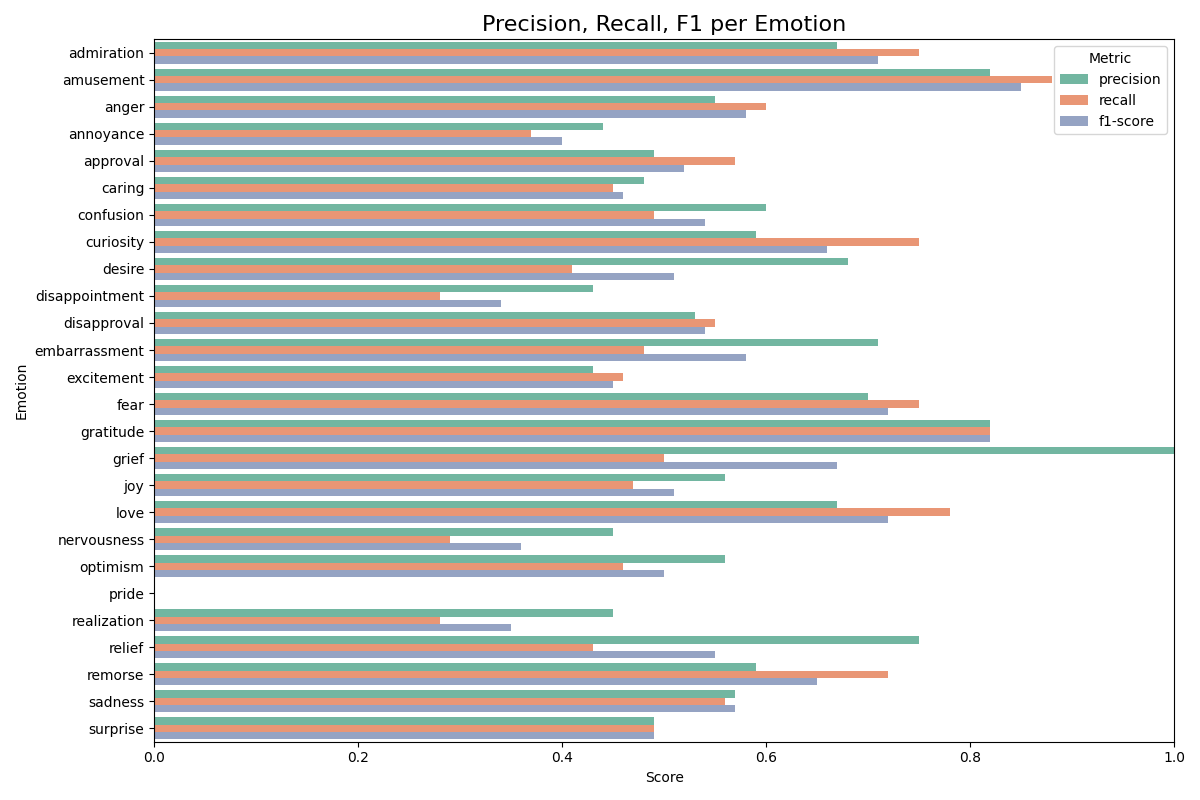 Precision, Recall, F1 per Emotion
Metric
precision
recall
f1-score
Emotion
admiration
amusement
anger
annoyance
approval
caring
confusion
curiosity
desire
disappointment
disapproval
embarrassment
excitement
fear
gratitude
grief
joy
love
nervousness
optimism
pride
realization
relief
remorse
sadness
surprise
0.0 0.2 0.4 0.6 0.8 1.0
Score